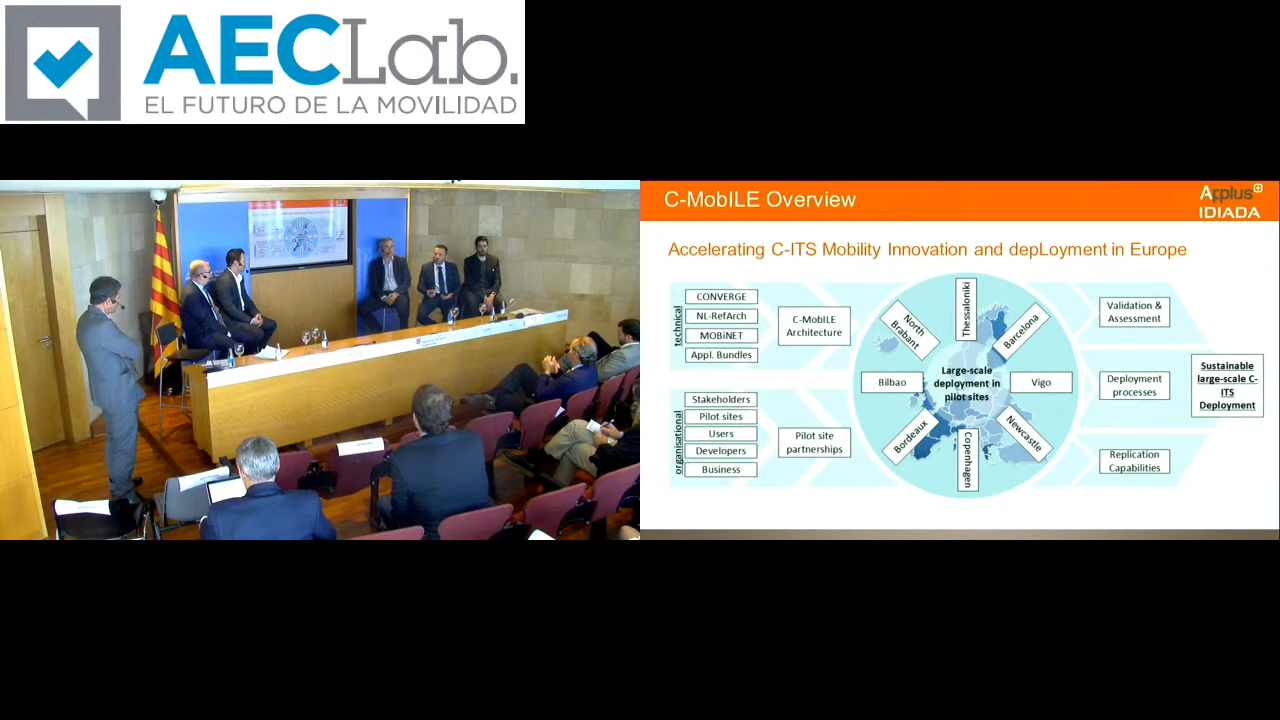 AECLab.
EL FUTURO DE LA MOVILIDAD
C-MobILE Overview
Applus+
IDIADA
Accelerating C-ITS Mobility Innovation and depLoyment in Europe
technical
CONVERGE
NL-RefArch
MOBiNET
Appl. Bundles
C-MobILE
Architecture
organisational
Stakeholders
Pilot sites
Users
Developers
Business
Pilot site
partnerships
Thessaloniki
North
Brabant
Barcelona
Bilbao
Large-scale
deployment in
pilot sites
Vigo
Bordeaux
Newcastle
Copenhagen
Validation &
Assessment
Deployment
processes
Replication
Capabilities
Sustainable
large-scale C-
ITS
Deployment